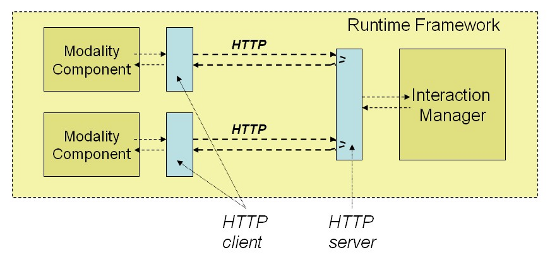 Runtime Framework
Modality
Component
HTTP
Interaction
Manager
Modality
Component
HTTP
HTTP
client
HTTP
server